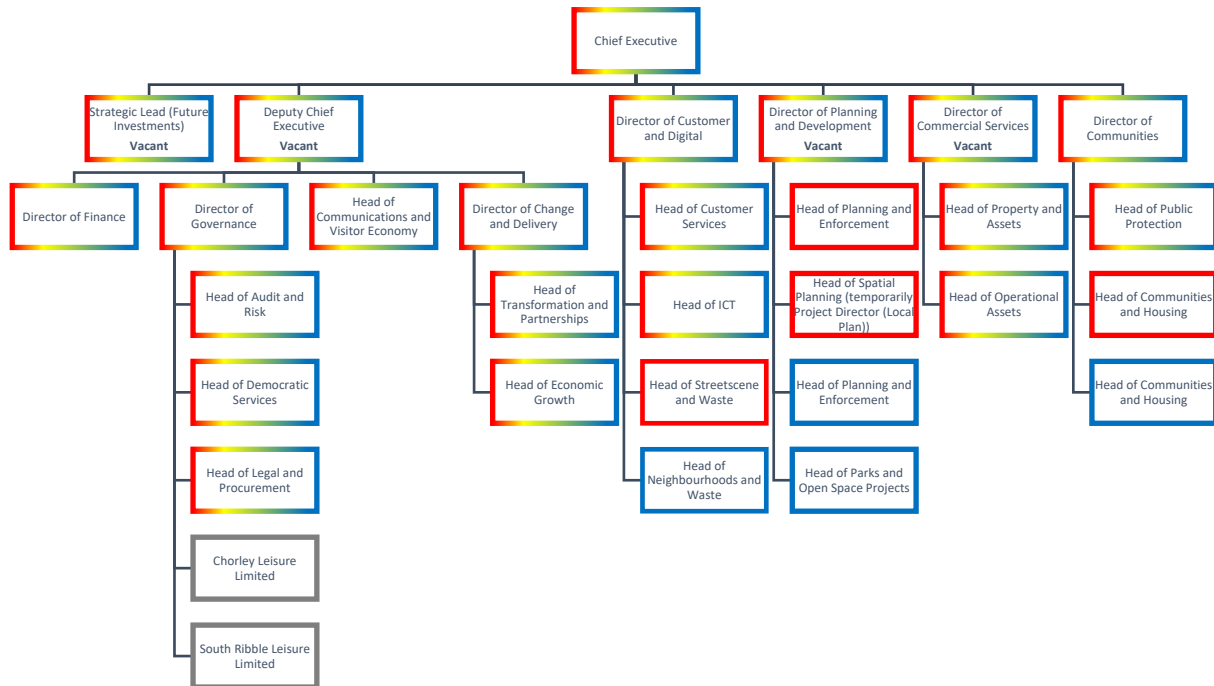 Chief Executive
Strategic Lead (Future
Investments)
Vacant
Deputy Chief
Executive
Vacant
Director of Customer
and Digital
Director of Planning
and Development
Vacant
Director of
Commercial Services
Vacant
Director of
Communities
Director of Finance
Director of
Governance
Head of
Communications and
Visitor Economy
Director of Change
and Delivery
Head of Customer
Services
Head of Planning and
Enforcement
Head of Property and
Assets
Head of Public
Protection
Head of Audit and
Risk
Head of
Transformation and
Partnerships
Head of ICT
Head of Spatial
Planning (temporarily
Project Director (Local
Plan))
Head of Operational
Assets
Head of Communities
and Housing
Head of Democratic
Services
Head of Economic
Growth
Head of Streetscene
and Waste
Head of Planning and
Enforcement
Head of Communities
and Housing
Head of Legal and
Procurement
Head of
Neighbourhoods and
Waste
Head of Parks and
Open Space Projects
Chorley Leisure
Limited
South Ribble Leisure
Limited